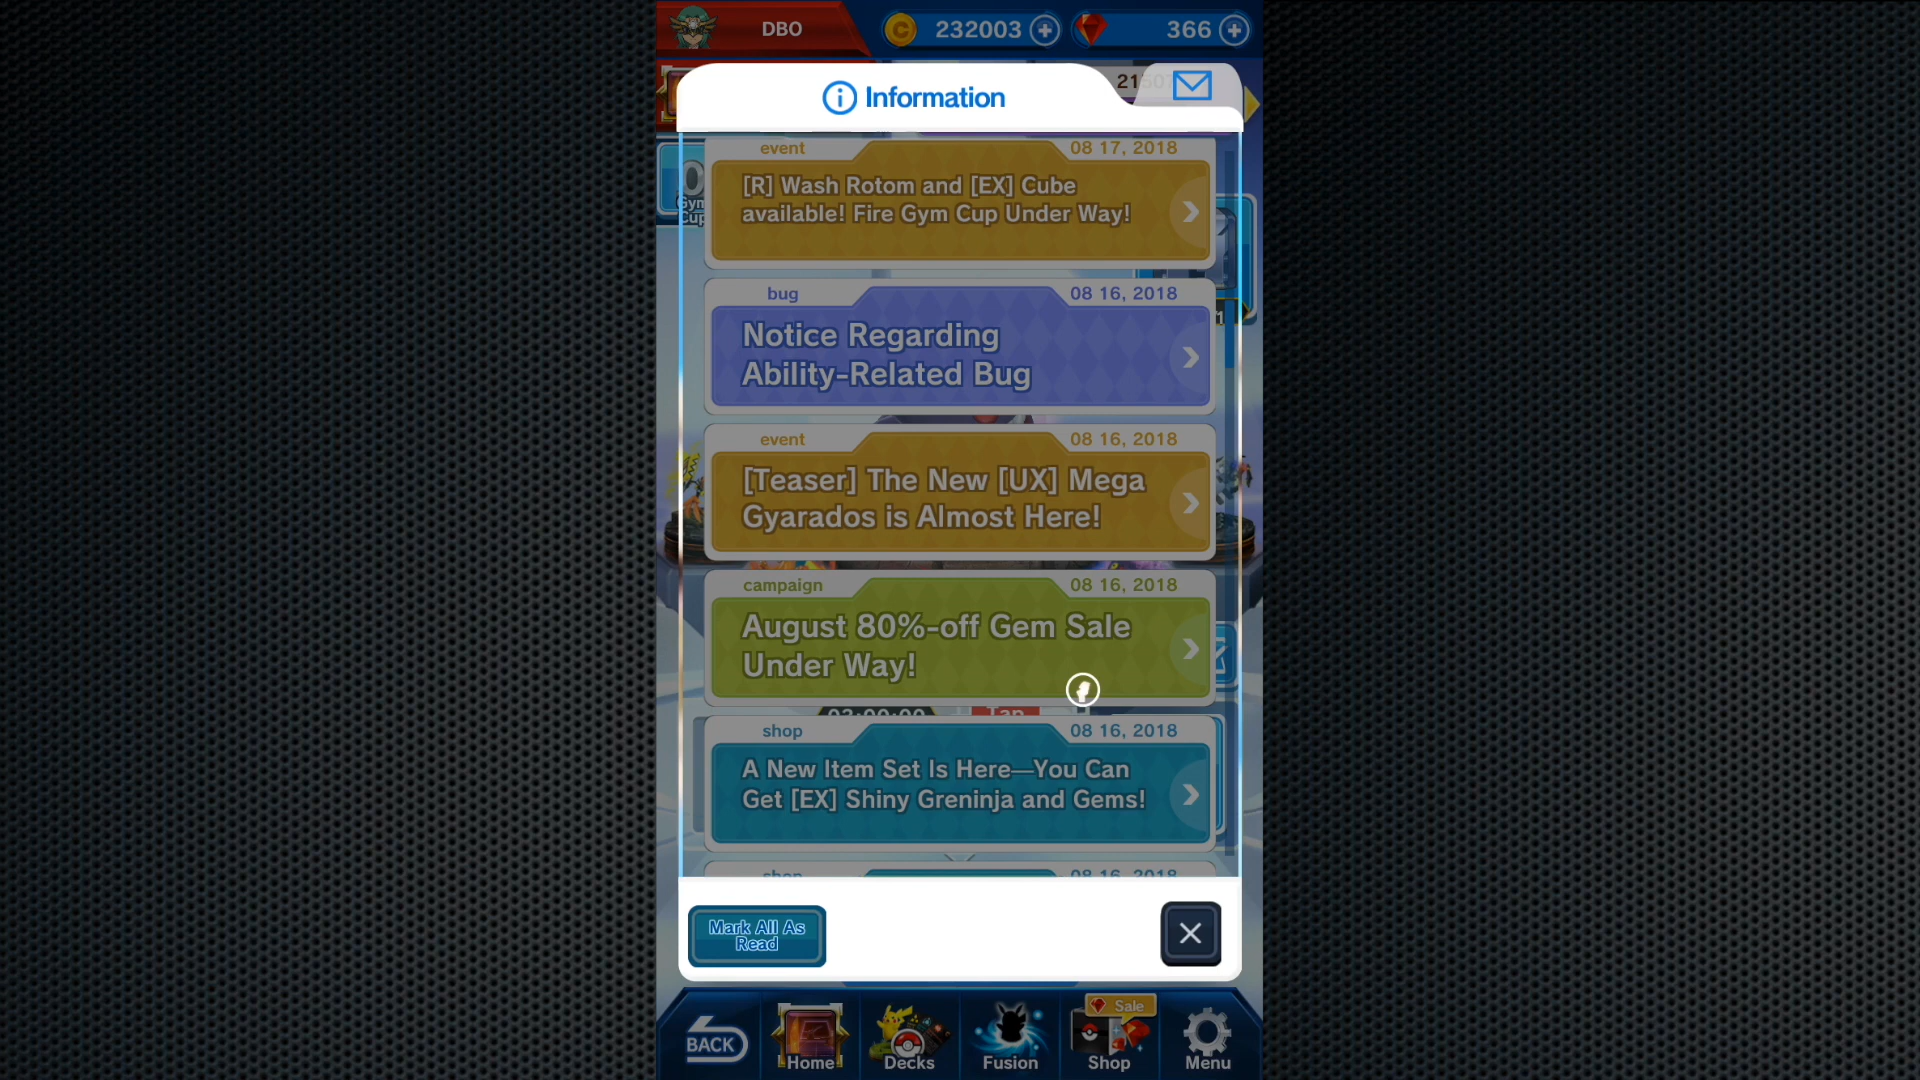 DBO
232003
366
Information
event
08 17, 2018
[R] Wash Rotom and [EX] Cube
available! Fire Gym Cup Under Way!
bug
08 16, 2018
Notice Regarding
Ability-Related Bug
event
08 16, 2018
[Teaser] The New [UX] Mega
Gyarados is Almost Here!
campaign
08 16, 2018
August 80%-off Gem Sale
Under Way!
shop
08 16, 2018
A New Item Set Is Here—You Can
Get [EX] Shiny Greninja and Gems!
shop
08 16, 2018
Mark All As
Read
BACK
Home
Decks
Fusion
Sale
Shop
Menu